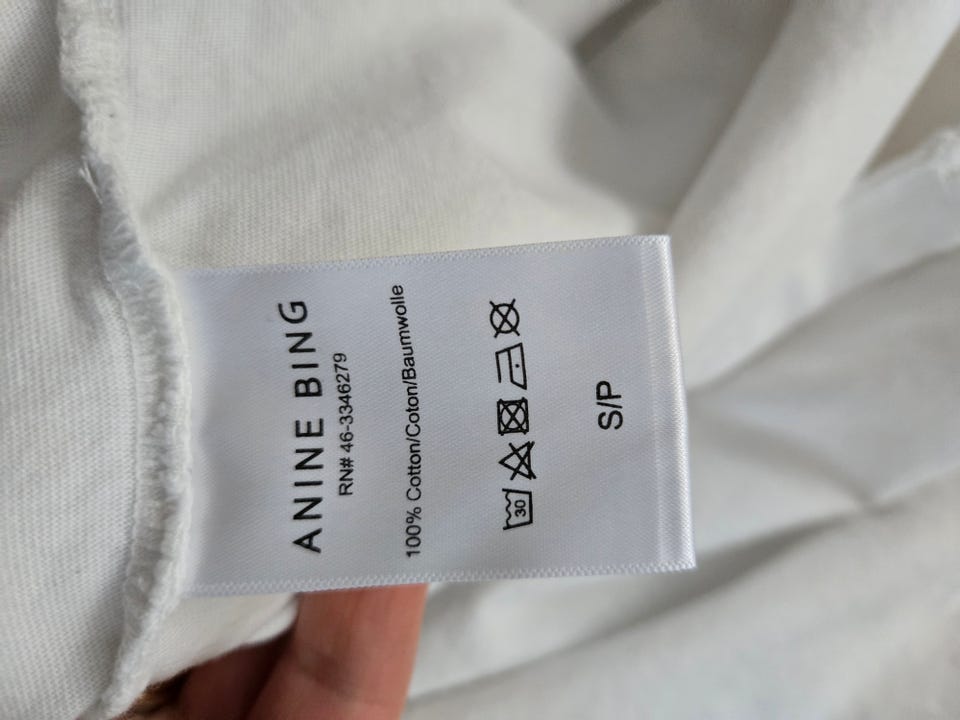 ANINE BING
RN# 46-3346279
100% Cotton/Coton/Baumwolle
30
S/P